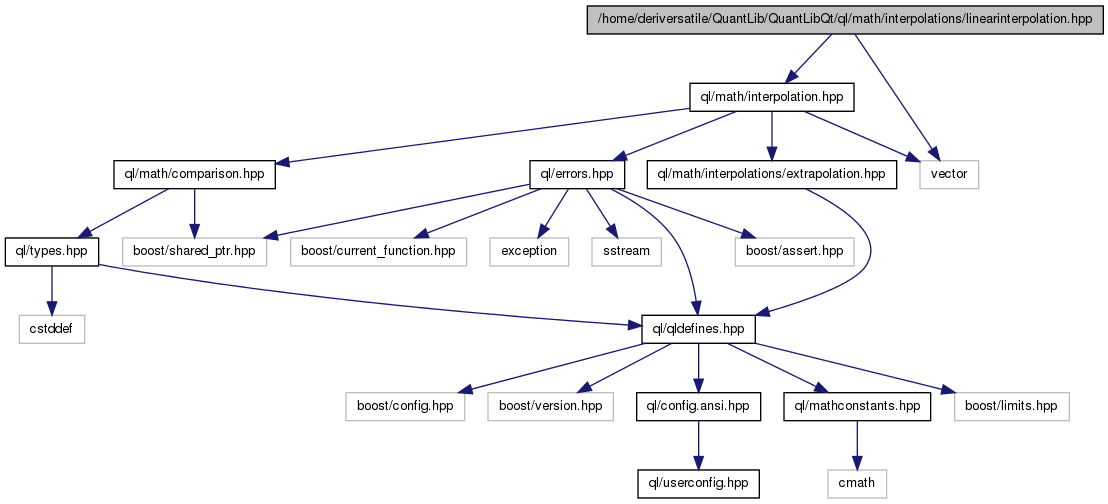 /home/deriversatile/QuantLib/QuantLibQt/ql/math/interpolations/linearinterpolation.hpp
ql/math/interpolation.hpp
ql/math/comparison.hpp
ql/errors.hpp
ql/math/interpolations/extrapolation.hpp
vector
ql/types.hpp
boost/shared_ptr.hpp
boost/current_function.hpp
exception
sstream
boost/assert.hpp
cstddef
ql/qldefines.hpp
boost/config.hpp
boost/version.hpp
ql/config.ansi.hpp
ql/mathconstants.hpp
boost/limits.hpp
ql/userconfig.hpp
cmath